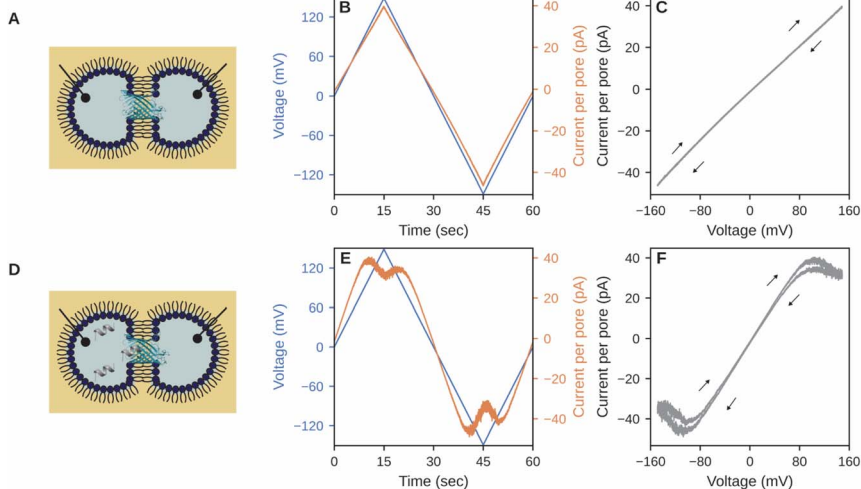 A
B
C
120
60
0
−60
−120
Voltage (mV)
40
20
0
−20
−40
Current per pore (pA)
0 15 30 45 60
Time (sec)
Current per pore (pA)
40
20
0
−20
−40
−160 −80 0 80 160
Voltage (mV)
D
E
F
120
60
0
−60
−120
Voltage (mV)
40
20
0
−20
−40
Current per pore (pA)
0 15 30 45 60
Time (sec)
Current per pore (pA)
40
20
0
−20
−40
−160 −80 0 80 160
Voltage (mV)